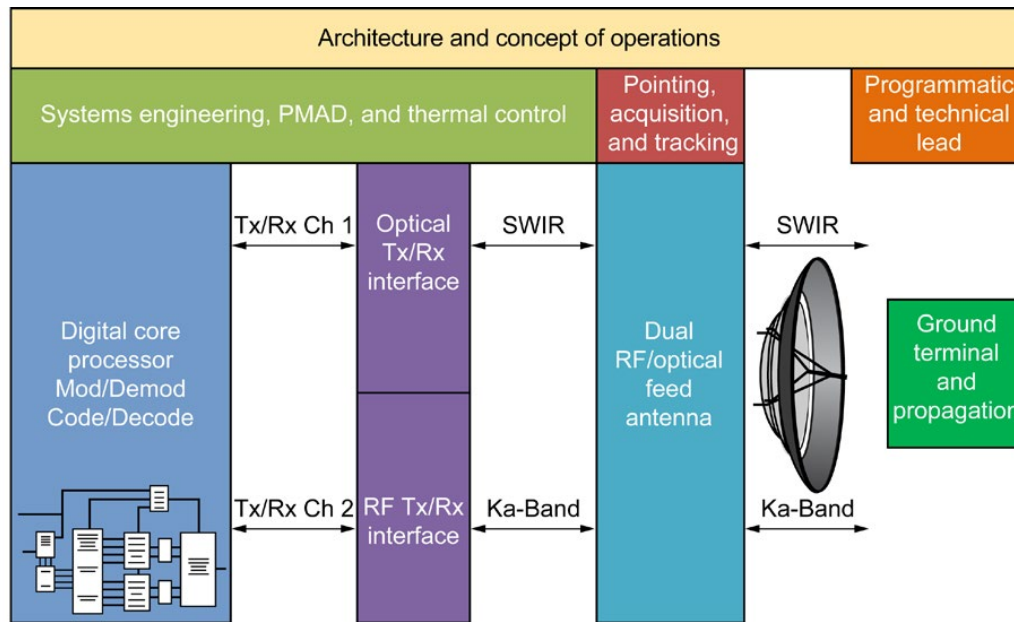 Architecture and concept of operations
Systems engineering, PMAD, and thermal control
Pointing,
acquisition,
and tracking
Programmatic
and technical
lead
Tx/Rx Ch 1
Optical
Tx/Rx
interface
SWIR
SWIR
Digital core
processor
Mod/Demod
Code/Decode
Dual
RF/optical
feed
antenna
Ground
terminal
and
propagation
Tx/Rx Ch 2
RF Tx/Rx
interface
Ka-Band
Ka-Band